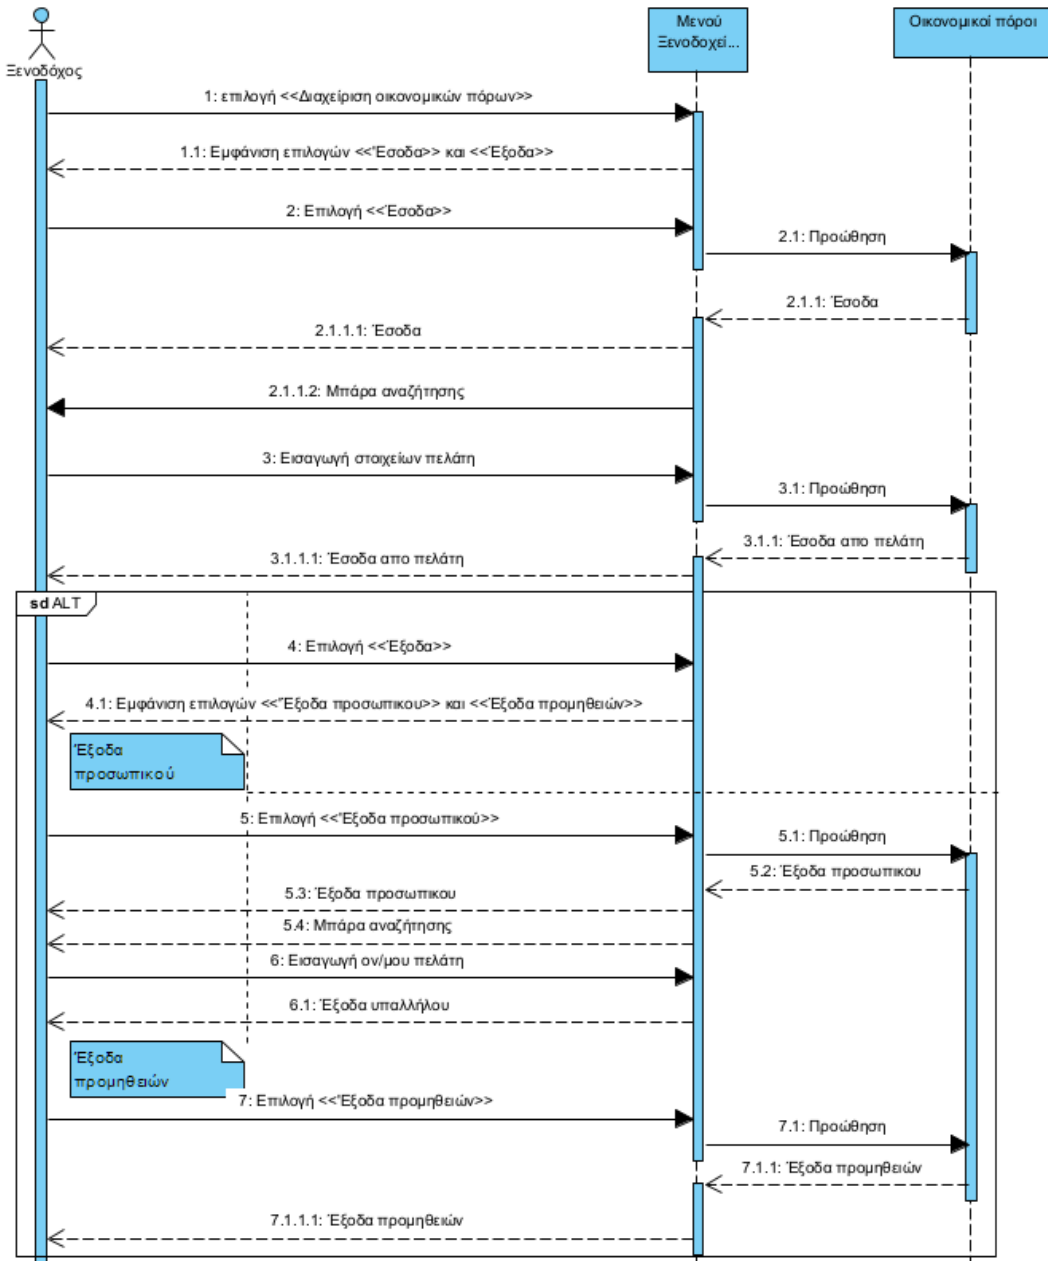 Ξενοδόχος
Μενού
Ξενοδοχεί...
Οικονομικοί πόροι
1: επιλογή <<Διαχείριση οικονομικών πόρων>>
1.1: Εμφάνιση επιλογών <<Έσοδα>> και <<Έξοδα>>
2: Επιλογή <<Έσοδα>>
2.1: Προώθηση
2.1.1: Έσοδα
2.1.1.1: Έσοδα
2.1.1.2: Μπάρα αναζήτησης
3: Εισαγωγή στοιχείων πελάτη
3.1: Προώθηση
3.1.1: Έσοδα απο πελάτη
3.1.1.1: Έσοδα απο πελάτη
sd ALT
4: Επιλογή <<Έξοδα>>
4.1: Εμφάνιση επιλογών <<Έξοδα προσωπικου>> και <<Έξοδα προμηθειών>>
Έξοδα
προσωπικού
5: Επιλογή <<Έξοδα προσωπικού>>
5.1: Προώθηση
5.2: Έξοδα προσωπικου
5.3: Έξοδα προσωπικου
5.4: Μπάρα αναζήτησης
6: Εισαγωγή ον/μου πελάτη
6.1: Έξοδα υπαλλήλου
Έξοδα
προμηθειών
7: Επιλογή <<Έξοδα προμηθειών>>
7.1: Προώθηση
7.1.1: Έξοδα προμηθειών
7.1.1.1: Έξοδα προμηθειών